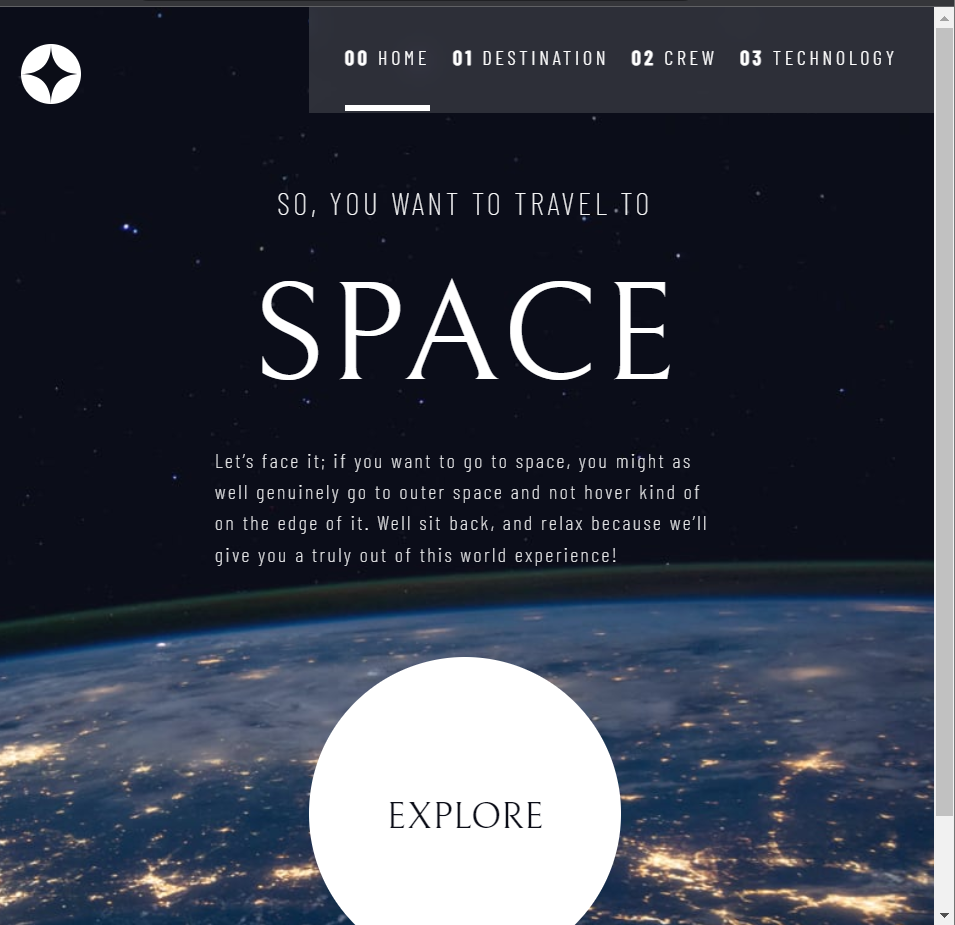 00 HOME 01 DESTINATION 02 CREW 03 TECHNOLOGY
SO, YOU WANT TO TRAVEL TO
SPACE
Let’s face it; if you want to go to space, you might as
well genuinely go to outer space and not hover kind of
on the edge of it. Well sit back, and relax because we’ll
give you a truly out of this world experience!
EXPLORE